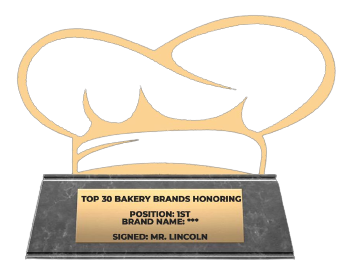 TOP 30 BAKERY BRANDS HONORING
POSITION: 1ST
BRAND NAME: ***
SIGNED: MR. LINCOLN